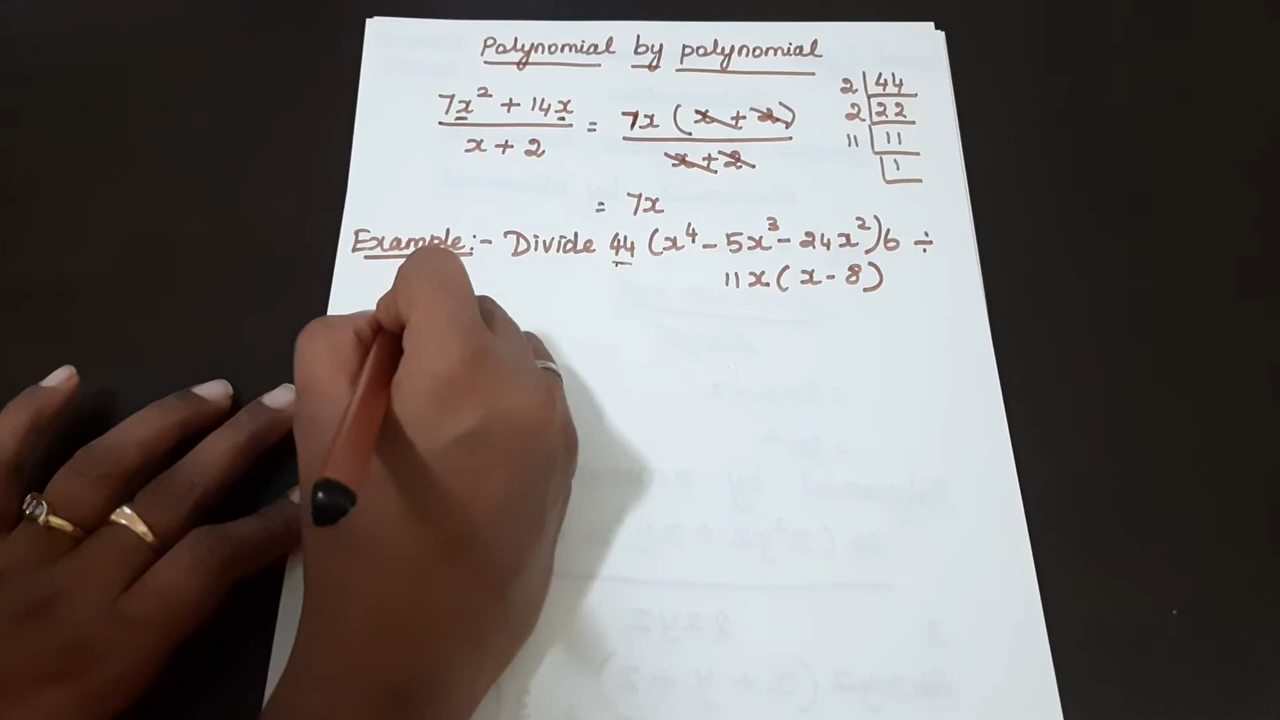 Polynomial by polynomial
7x² + 14x / x + 2 = 7x (x + 2) / x + 2
= 7x
2 | 44
2 | 22
11 | 11
1
Example:- Divide 44 (x⁴ - 5x³ - 24x²)6 ÷
11x (x - 8)